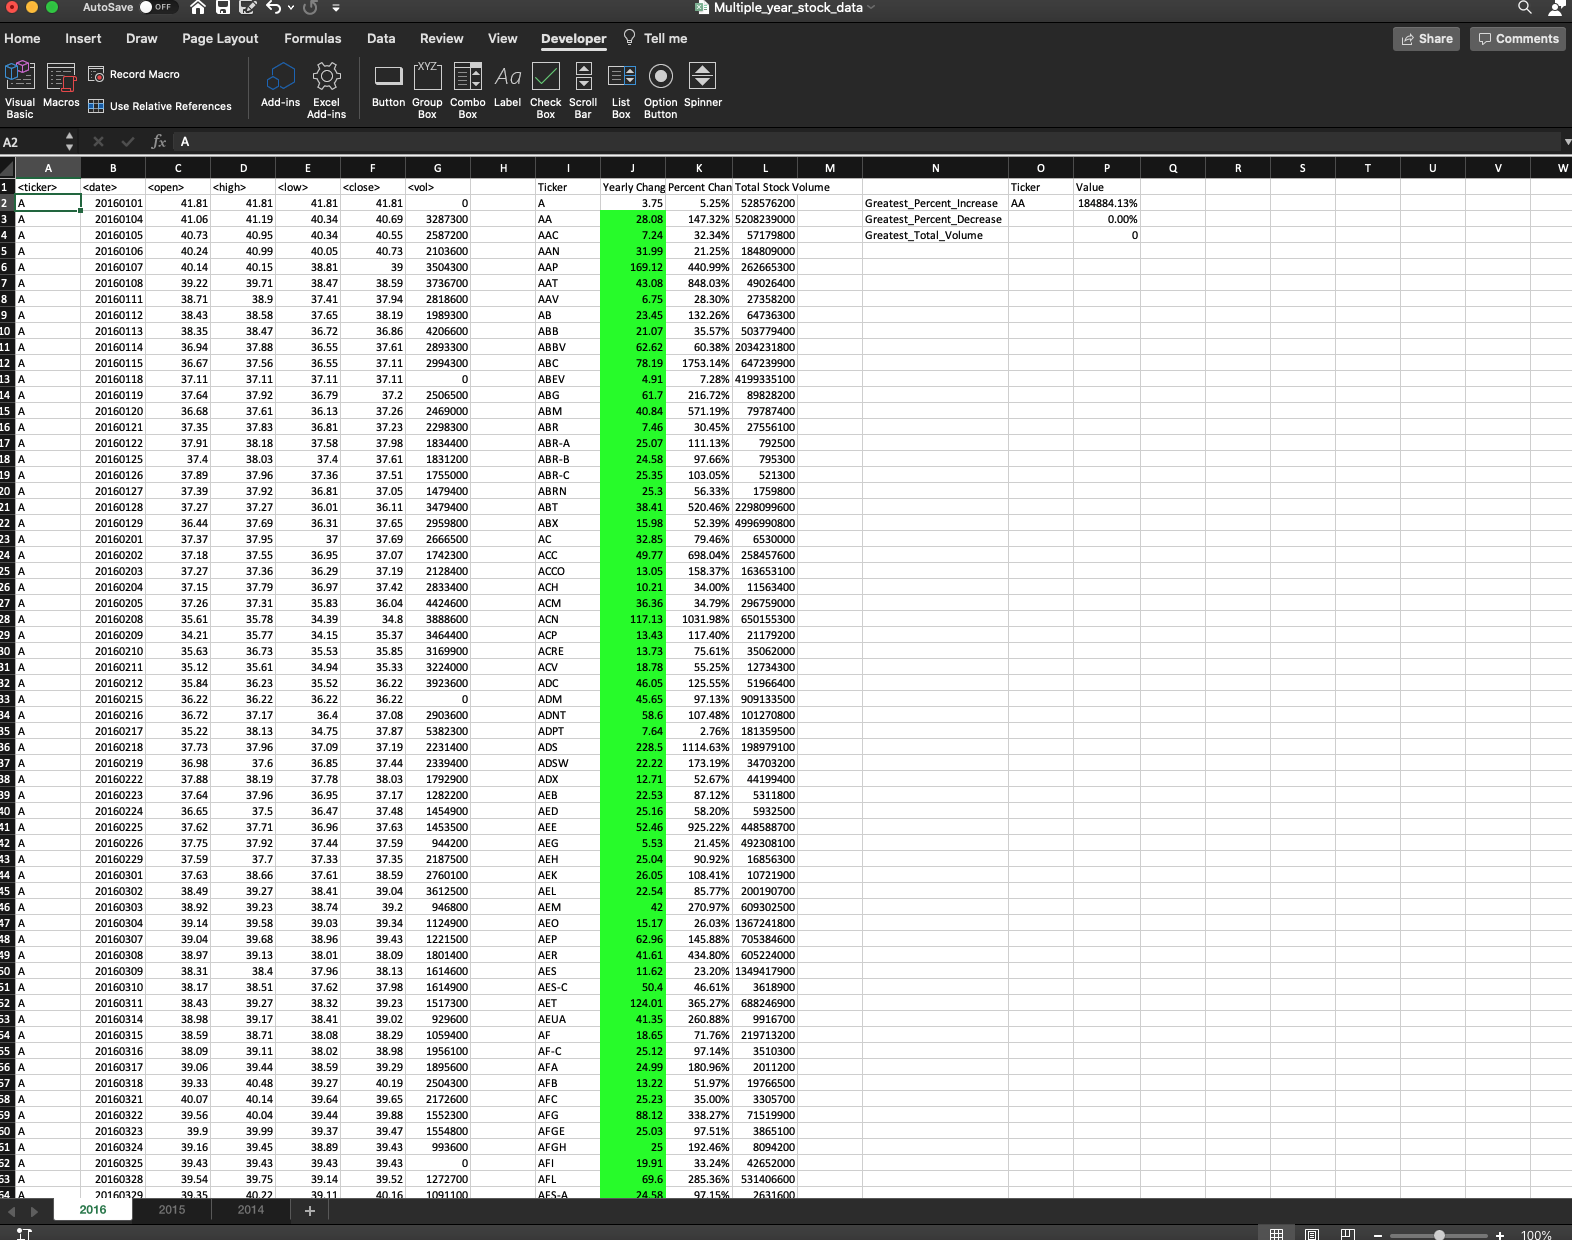 AutoSave OFF Multiple_year_stock_data
Home Insert Draw Page Layout Formulas Data Review View Developer Tell me Share Comments
Visual Basic Macros Record Macro Use Relative References Add-ins Excel Add-ins Button Group Box Combo Box Label Check Box Scroll Bar List Box Option Button Spinner
A2 fx A
A B C D E F G H I J K L M N O P Q R S T U V W
1 <ticker> <date> <open> <high> <low> <close> <vol> Ticker Yearly Chang Percent Chan Total Stock Volume Ticker Value
2 A 20160101 41.81 41.81 41.81 41.81 0 A 3.75 5.25% 528576200 Greatest_Percent_Increase AA 184884.13%
3 A 20160104 41.06 41.19 40.34 40.69 3287300 AA 28.08 147.32% 5208239000 Greatest_Percent_Decrease 0.00%
4 A 20160105 40.73 40.95 40.34 40.55 2587200 AAC 7.24 32.34% 57179800 Greatest_Total_Volume 0
5 A 20160106 40.24 40.99 40.05 40.73 2103600 AAN 31.99 21.25% 184809000
6 A 20160107 40.14 40.15 38.81 39 3504300 AAP 169.12 440.99% 262665300
7 A 20160108 39.22 39.71 38.47 38.59 3736700 AAT 43.08 848.03% 49026400
8 A 20160111 38.71 38.9 37.41 37.94 2818600 AAV 6.75 28.30% 27358200
9 A 20160112 38.43 38.58 37.65 38.19 1989300 AB 23.45 132.26% 64736300
10 A 20160113 38.35 38.47 36.72 36.86 4206600 ABB 21.07 35.57% 503779400
11 A 20160114 36.94 37.88 36.55 37.61 2893300 ABBV 62.62 60.38% 2034231800
12 A 20160115 36.67 37.56 36.55 37.11 2994300 ABC 78.19 1753.14% 647239900
13 A 20160118 37.11 37.11 37.11 37.11 0 ABEV 4.91 7.28% 4199335100
14 A 20160119 37.64 37.92 36.79 37.2 2506500 ABG 61.7 216.72% 89828200
15 A 20160120 36.68 37.61 36.13 37.26 2469000 ABM 40.84 571.19% 79787400
16 A 20160121 37.35 37.83 36.81 37.23 2298300 ABR 7.46 30.45% 27556100
17 A 20160122 37.91 38.18 37.58 37.98 1834400 ABR-A 25.07 111.13% 792500
18 A 20160125 37.4 38.03 37.4 37.61 1831200 ABR-B 24.58 97.66% 795300
19 A 20160126 37.89 37.96 37.36 37.51 1755000 ABR-C 25.35 103.05% 521300
20 A 20160127 37.39 37.92 36.81 37.05 1479400 ABRN 25.3 56.33% 1759800
21 A 20160128 37.27 37.27 36.01 36.11 3479400 ABT 38.41 520.46% 2298099600
22 A 20160129 36.44 37.69 36.31 37.65 2959800 ABX 15.98 52.39% 4996990800
23 A 20160201 37.37 37.95 37 37.69 2666500 AC 32.85 79.46% 6530000
24 A 20160202 37.18 37.55 36.95 37.07 1742300 ACC 49.77 698.04% 258457600
25 A 20160203 37.27 37.36 36.29 37.19 2128400 ACCO 13.05 158.37% 163653100
26 A 20160204 37.15 37.79 36.97 37.42 2833400 ACH 10.21 34.00% 11563400
27 A 20160205 37.26 37.31 35.83 36.04 4424600 ACM 36.36 34.79% 296759000
28 A 20160208 35.61 35.78 34.39 34.8 3888600 ACN 117.13 1031.98% 650155300
29 A 20160209 34.21 35.77 34.15 35.37 3464400 ACP 13.43 117.40% 21179200
30 A 20160210 35.63 36.73 35.53 35.85 3169900 ACRE 13.73 75.61% 35062000
31 A 20160211 35.12 35.61 34.94 35.33 3224000 ACV 18.78 55.25% 12734300
32 A 20160212 35.84 36.23 35.52 36.22 3923600 ADC 46.05 125.55% 51966400
33 A 20160215 36.22 36.22 36.22 36.22 0 ADM 45.65 97.13% 909133500
34 A 20160216 36.72 37.17 36.4 37.08 2903600 ADNT 58.6 107.48% 101270800
35 A 20160217 35.22 38.13 34.75 37.87 5382300 ADPT 7.64 2.76% 181359500
36 A 20160218 37.73 37.96 37.09 37.19 2231400 ADS 228.5 1114.63% 198979100
37 A 20160219 36.98 37.6 36.85 37.44 2339400 ADSW 22.22 173.19% 34703200
38 A 20160222 37.88 38.19 37.78 38.03 1792900 ADX 12.71 52.67% 44199400
39 A 20160223 37.64 37.96 36.95 37.17 1282200 AEB 22.53 87.12% 5311800
40 A 20160224 36.65 37.5 36.47 37.48 1454900 AED 25.16 58.20% 5932500
41 A 20160225 37.62 37.71 36.96 37.63 1453500 AEE 52.46 925.22% 448588700
42 A 20160226 37.75 37.92 37.44 37.59 944200 AEG 5.53 21.45% 492308100
43 A 20160229 37.59 37.7 37.33 37.35 2187500 AEH 25.04 90.92% 16856300
44 A 20160301 37.63 38.66 37.61 38.59 2760100 AEK 26.05 108.41% 10721900
45 A 20160302 38.49 39.27 38.41 39.04 3612500 AEL 22.54 85.77% 200190700
46 A 20160303 38.92 39.23 38.74 39.2 946800 AEM 42 270.97% 609302500
47 A 20160304 39.14 39.58 39.03 39.34 1124900 AEO 15.17 26.03% 1367241800
48 A 20160307 39.04 39.68 38.96 39.43 1221500 AEP 62.96 145.88% 705384600
49 A 20160308 38.97 39.13 38.01 38.09 1801400 AER 41.61 434.80% 605224000
50 A 20160309 38.31 38.4 37.96 38.13 1614600 AES 11.62 23.20% 1349417900
51 A 20160310 38.17 38.51 37.62 37.98 1614900 AES-C 50.4 46.61% 3618900
52 A 20160311 38.43 39.27 38.32 39.23 1517300 AET 124.01 365.27% 688246900
53 A 20160314 38.98 39.17 38.41 39.02 929600 AEUA 41.35 260.88% 9916700
54 A 20160315 38.59 38.71 38.08 38.29 1059400 AF 18.65 71.76% 219713200
55 A 20160316 38.09 39.11 38.02 38.98 1956100 AF-C 25.12 97.14% 3510300
56 A 20160317 39.06 39.44 38.59 39.29 1895600 AFA 24.99 180.96% 2011200
57 A 20160318 39.33 40.48 39.27 40.19 2504300 AFB 13.22 51.97% 19766500
58 A 20160321 40.07 40.14 39.64 39.65 2172600 AFC 25.23 35.00% 3305700
59 A 20160322 39.56 40.04 39.44 39.88 1552300 AFG 88.12 338.27% 71519900
60 A 20160323 39.9 39.99 39.37 39.47 1554800 AFGE 25.03 97.51% 3865100
61 A 20160324 39.16 39.45 38.89 39.43 993600 AFGH 25 192.46% 8094200
62 A 20160325 39.43 39.43 39.43 39.43 0 AFI 19.91 33.24% 42652000
63 A 20160328 39.54 39.75 39.14 39.52 1272700 AFL 69.6 285.36% 531406600
64 A 20160329 39.35 40.22 39.11 40.16 1091100 AFS-A 24.58 97.15% 2631600
2016 2015 2014 +
100%